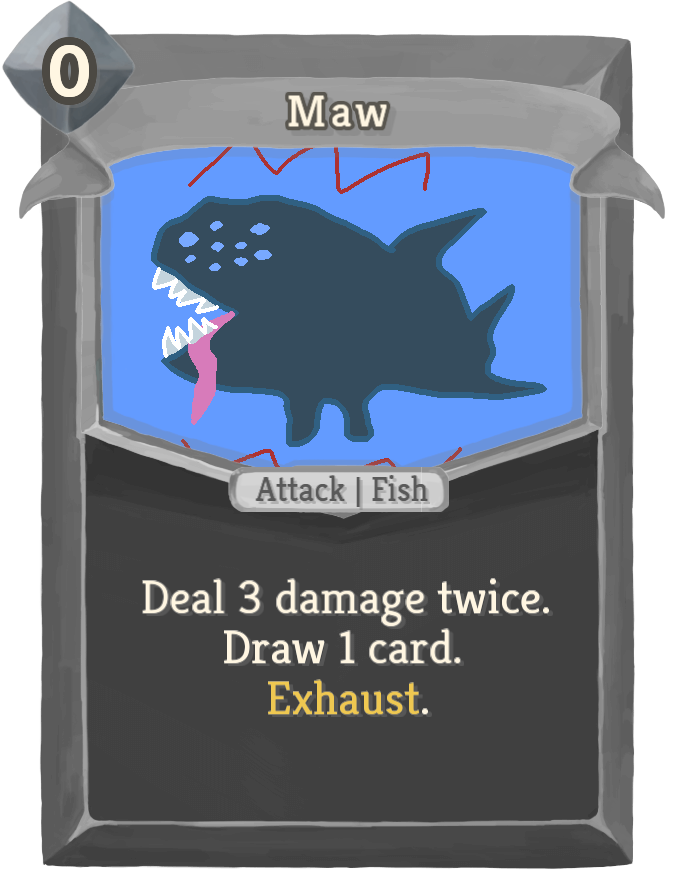 0
Maw
Attack | Fish
Deal 3 damage twice.
Draw 1 card.
Exhaust.